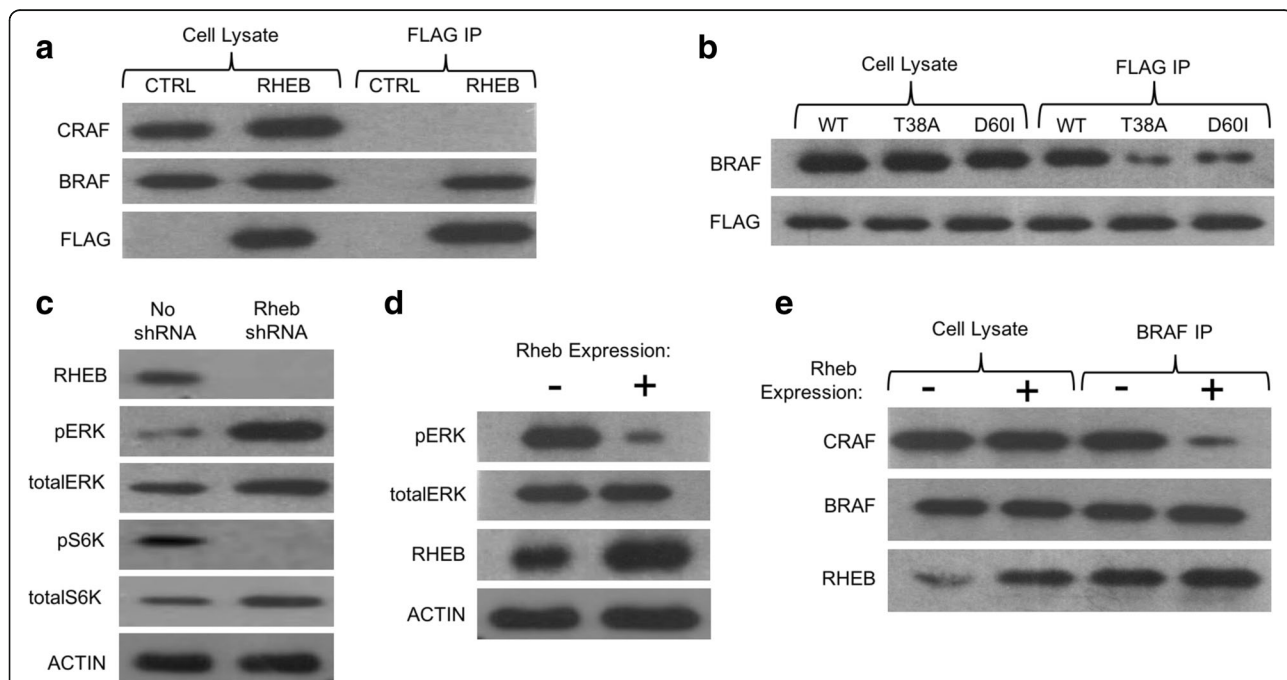 a
Cell Lysate FLAG IP
CTRL RHEB CTRL RHEB
CRAF
BRAF
FLAG
b
Cell Lysate FLAG IP
WT T38A D60I WT T38A D60I
BRAF
FLAG
c
No shRNA Rheb shRNA
RHEB
pERK
totalERK
pS6K
totalS6K
ACTIN
d
Rheb Expression:
- +
pERK
totalERK
RHEB
ACTIN
e
Cell Lysate BRAF IP
Rheb
Expression: - + - +
CRAF
BRAF
RHEB